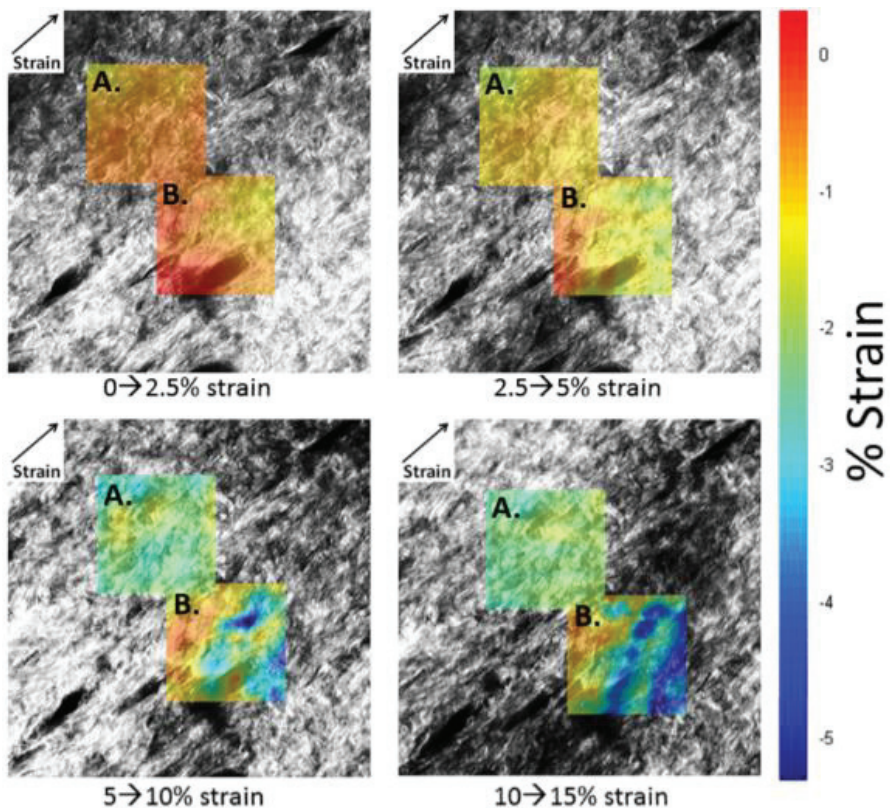 Strain
A.
B.
0→2.5% strain
Strain
A.
B.
2.5→5% strain
Strain
A.
B.
5→10% strain
Strain
A.
B.
10→15% strain
0
-1
-2
-3
-4
-5
% Strain